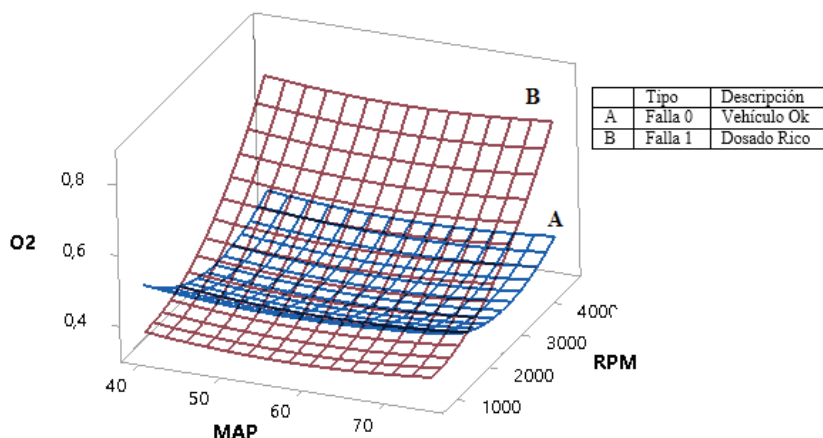 B
A
Tipo Descripción
A Falla 0 Vehículo Ok
B Falla 1 Dosado Rico
0,8
0,6
0,4
O2
40
50
60
70
MAP
1000
2000
3000
4000
RPM